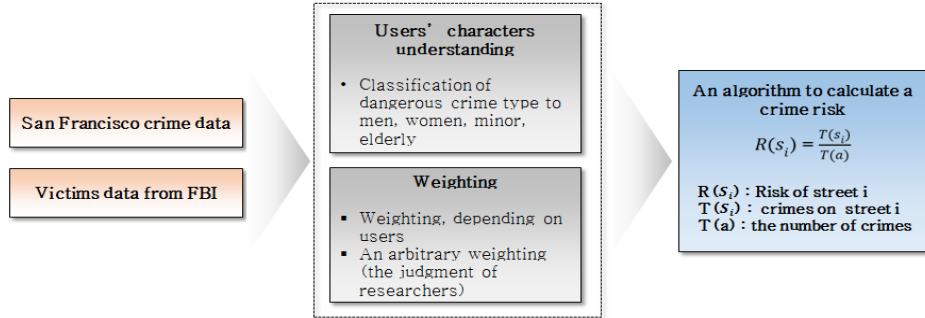 San Francisco crime data
Victims data from FBI
Users' characters
understanding
• Classification of
dangerous crime type to
men, women, minor,
elderly
Weighting
▪ Weighting, depending on
users
▪ An arbitrary weighting
(the judgment of
researchers)
An algorithm to calculate a
crime risk
R(sᵢ) = T(sᵢ)/T(a)
R(sᵢ) : Risk of street i
T(sᵢ) : crimes on street i
T(a) : the number of crimes